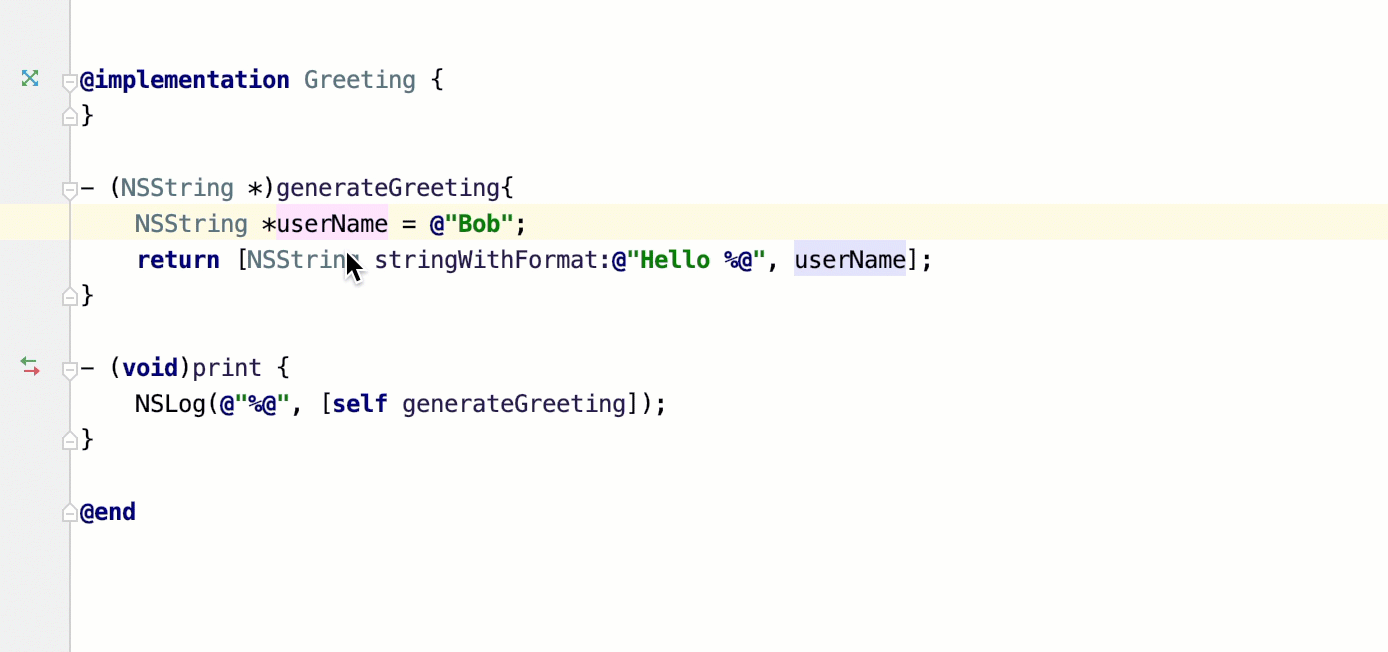 @implementation Greeting {
}
- (NSString *)generateGreeting{
NSString *userName = @"Bob";
return [NSString stringWithFormat:@"Hello %@", userName];
}
- (void)print {
NSLog(@"%@", [self generateGreeting]);
}
@end